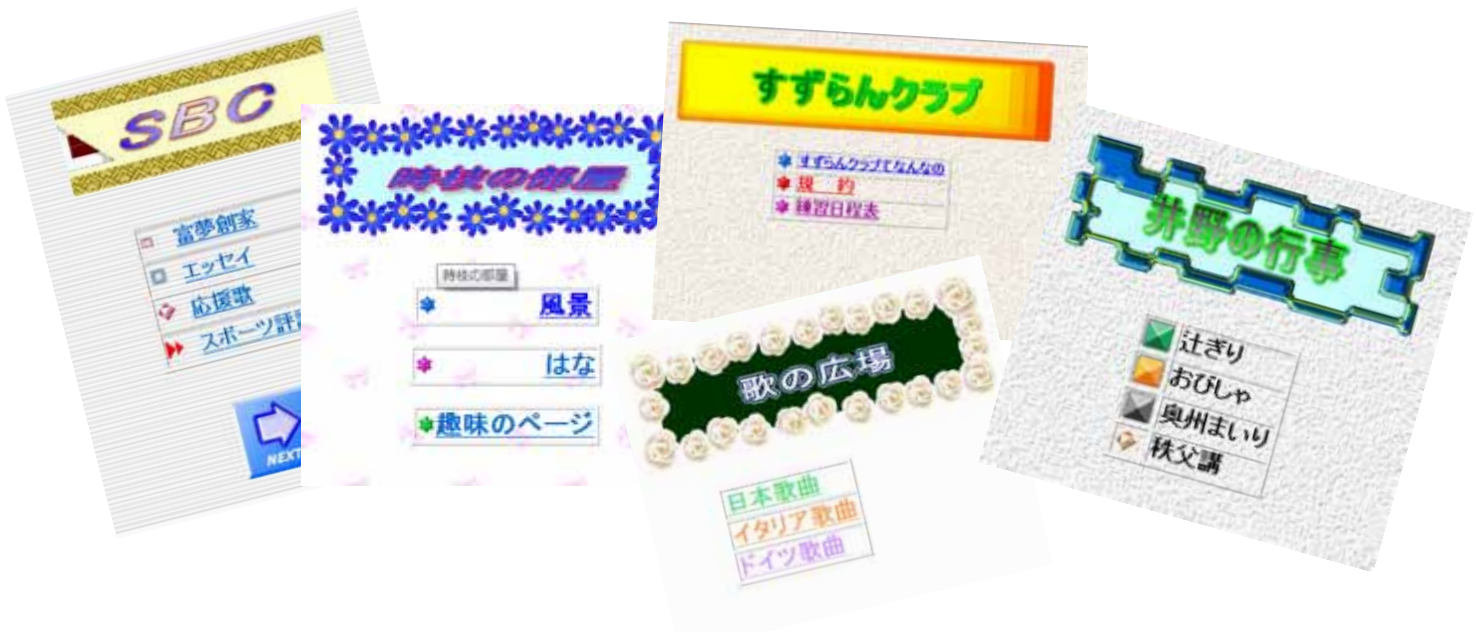 SBC
富夢創家
エッセイ
応援歌
スポーツ評
NEXT
時枝の部屋
時枝の部屋
風景
はな
趣味のページ
すずらんクラブ
すずらんクラブてなんなの
規 約
練習日程表
歌の広場
日本歌曲
イタリア歌曲
ドイツ歌曲
井野の行事
辻ぎり
おびしゃ
奥州まいり
秩父講